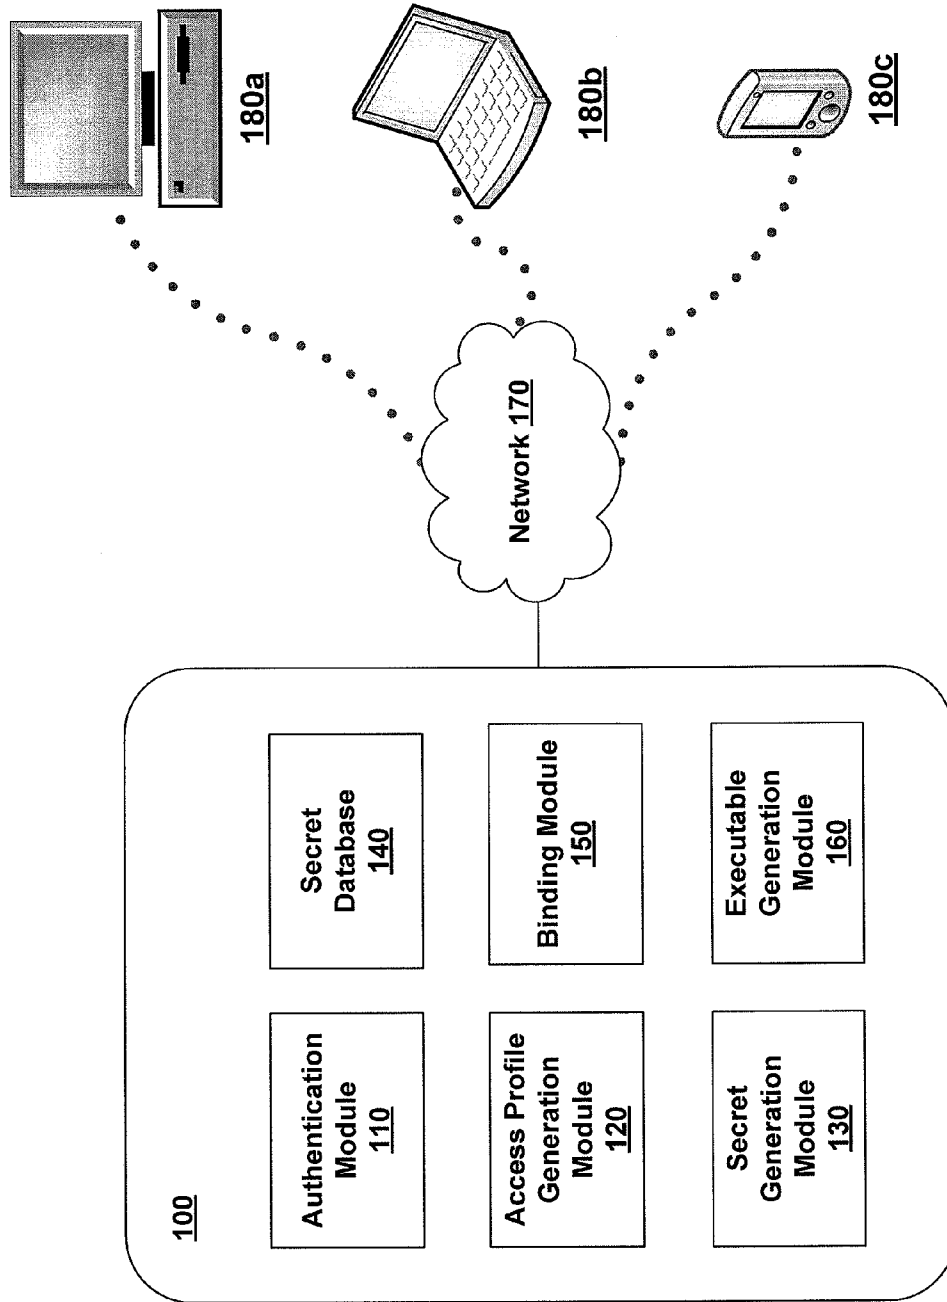 100
Authentication
Module
110
Access Profile
Generation
Module
120
Secret
Generation
Module
130
Secret
Database
140
Binding Module
150
Executable
Generation
Module
160
Network 170
180a
180b
180c